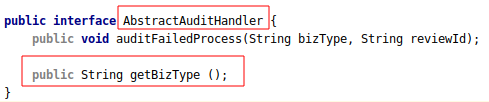 public interface AbstractAuditHandler {
public void auditFailedProcess(String bizType, String reviewId);
public String getBizType ();
}